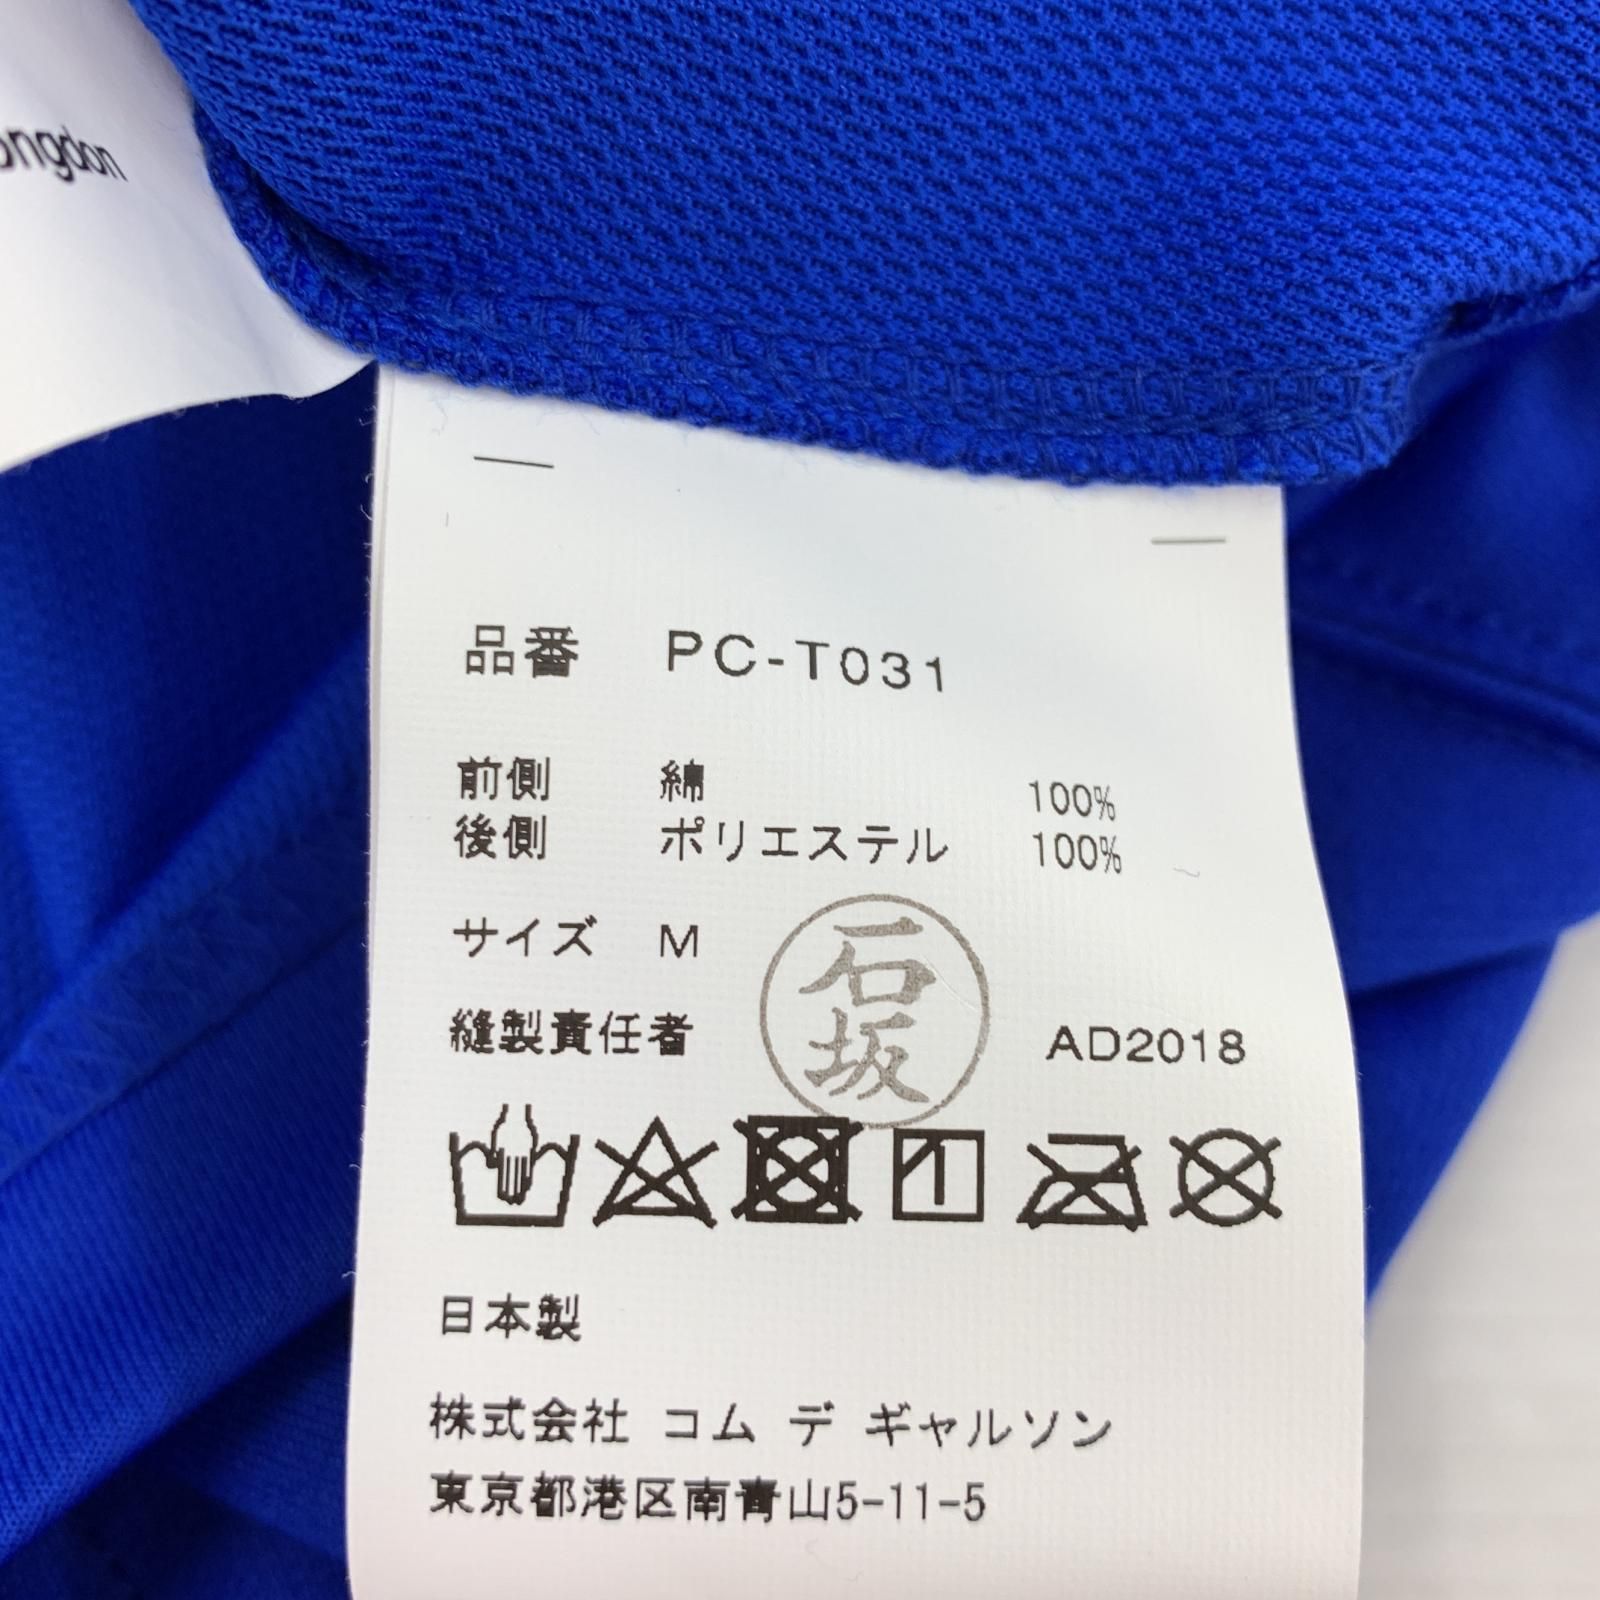 品番 PC-T031
前側 綿 100%
後側 ポリエステル 100%
サイズ M
石坂
縫製責任者 AD2018
日本製
株式会社 コム デ ギャルソン
東京都港区南青山5-11-5